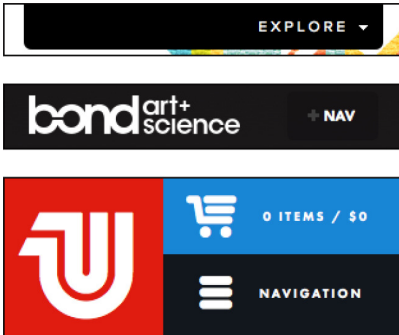 EXPLORE
bond art+
science
+ NAV
0 ITEMS / $0
NAVIGATION